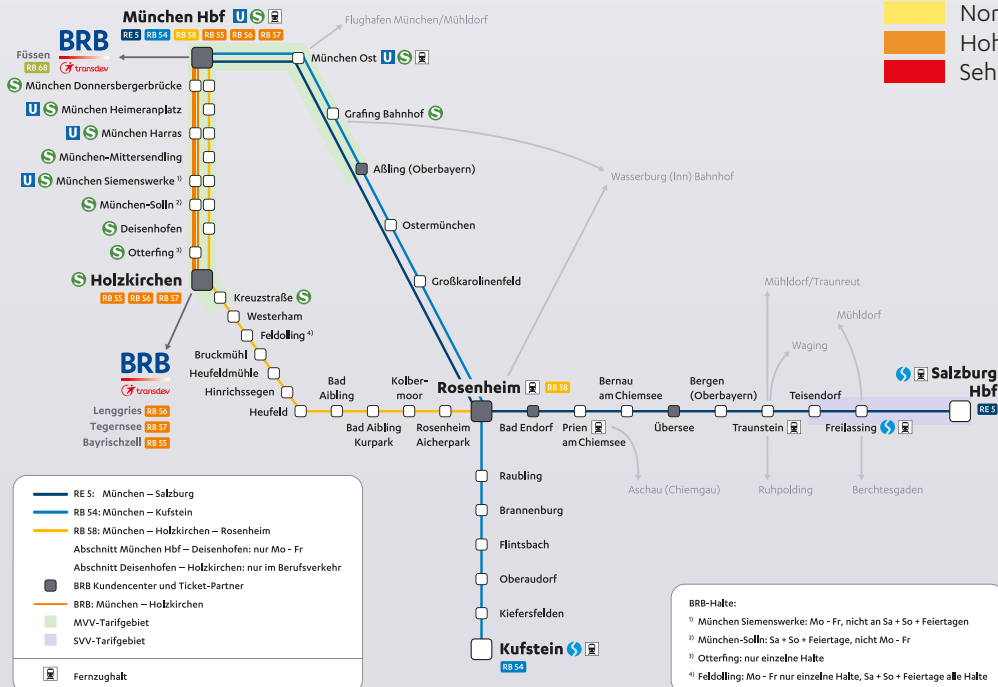 München Hbf U S
RE 5 RB 54 RB 58 RB 55 RB 56 RB 57
Flughafen München/Mühldorf
Nor
Hoh
Seh
BRB
transdev
Füssen
RB 68
München Ost U S
S München Donnersbergerbrücke
U S München Heimeranplatz
U S München Harras
S München-Mittersendling
U S München Siemenswerke ¹⁾
S München-Solln ²⁾
S Deisenhofen
S Otterfing ³⁾
S Holzkirchen
RB 55 RB 56 RB 57
Grafing Bahnhof S
Aßling (Oberbayern)
Wasserburg (Inn) Bahnhof
Ostermünchen
Großkarolinenfeld
Kreuzstraße S
Westerham
Feldolling ⁴⁾
Bruckmühl
Heufeldmühle
Hinrichssegen
Heufeld
Bad
Aibling
Bad Aibling
Kurpark
Kolber-
moor
Rosenheim
Aicherpark
BRB
transdev
Lenggries RB 56
Tegernsee RB 57
Bayrischzell RB 55
Rosenheim RB 58
Bad Endorf
Prien
am Chiemsee
Bernau
am Chiemsee
Übersee
Bergen
(Oberbayern)
Traunstein
Teisendorf
Freilassing
Salzburg
Hbf
RE 5
Mühldorf/Traunreut
Mühldorf
Waging
Aschau (Chiemgau)
Ruhpolding
Berchtesgaden
Raubling
Brannenburg
Flintsbach
Oberaudorf
Kiefersfelden
Kufstein
RB 54
RE 5: München – Salzburg
RB 54: München – Kufstein
RB 58: München – Holzkirchen – Rosenheim
Abschnitt München Hbf – Deisenhofen: nur Mo - Fr
Abschnitt Deisenhofen – Holzkirchen: nur im Berufsverkehr
BRB Kundencenter und Ticket-Partner
BRB: München – Holzkirchen
MVV-Tarifgebiet
SVV-Tarifgebiet
Fernzughalt
BRB-Halte:
¹⁾ München Siemenswerke: Mo - Fr, nicht an Sa + So + Feiertagen
²⁾ München-Solln: Sa + So + Feiertage, nicht Mo - Fr
³⁾ Otterfing: nur einzelne Halte
⁴⁾ Feldolling: Mo - Fr nur einzelne Halte, Sa + So + Feiertage alle Halte